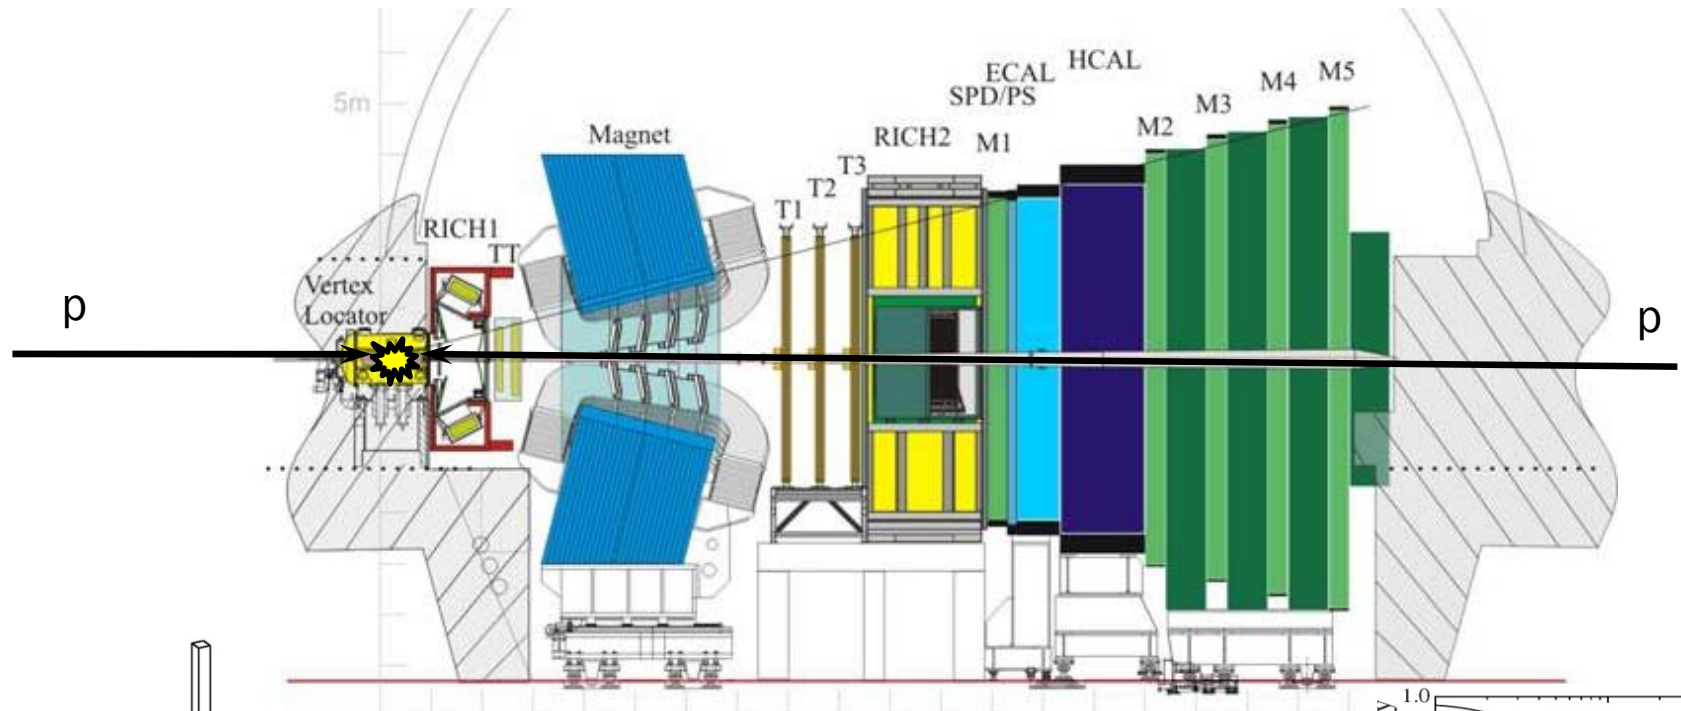 HCAL
ECAL
SPD/PS
M5
M4
M3
M2
5m
Magnet
RICH2
M1
T3
T2
T1
RICH1
TT
Vertex
Locator
p
p
1.0
y